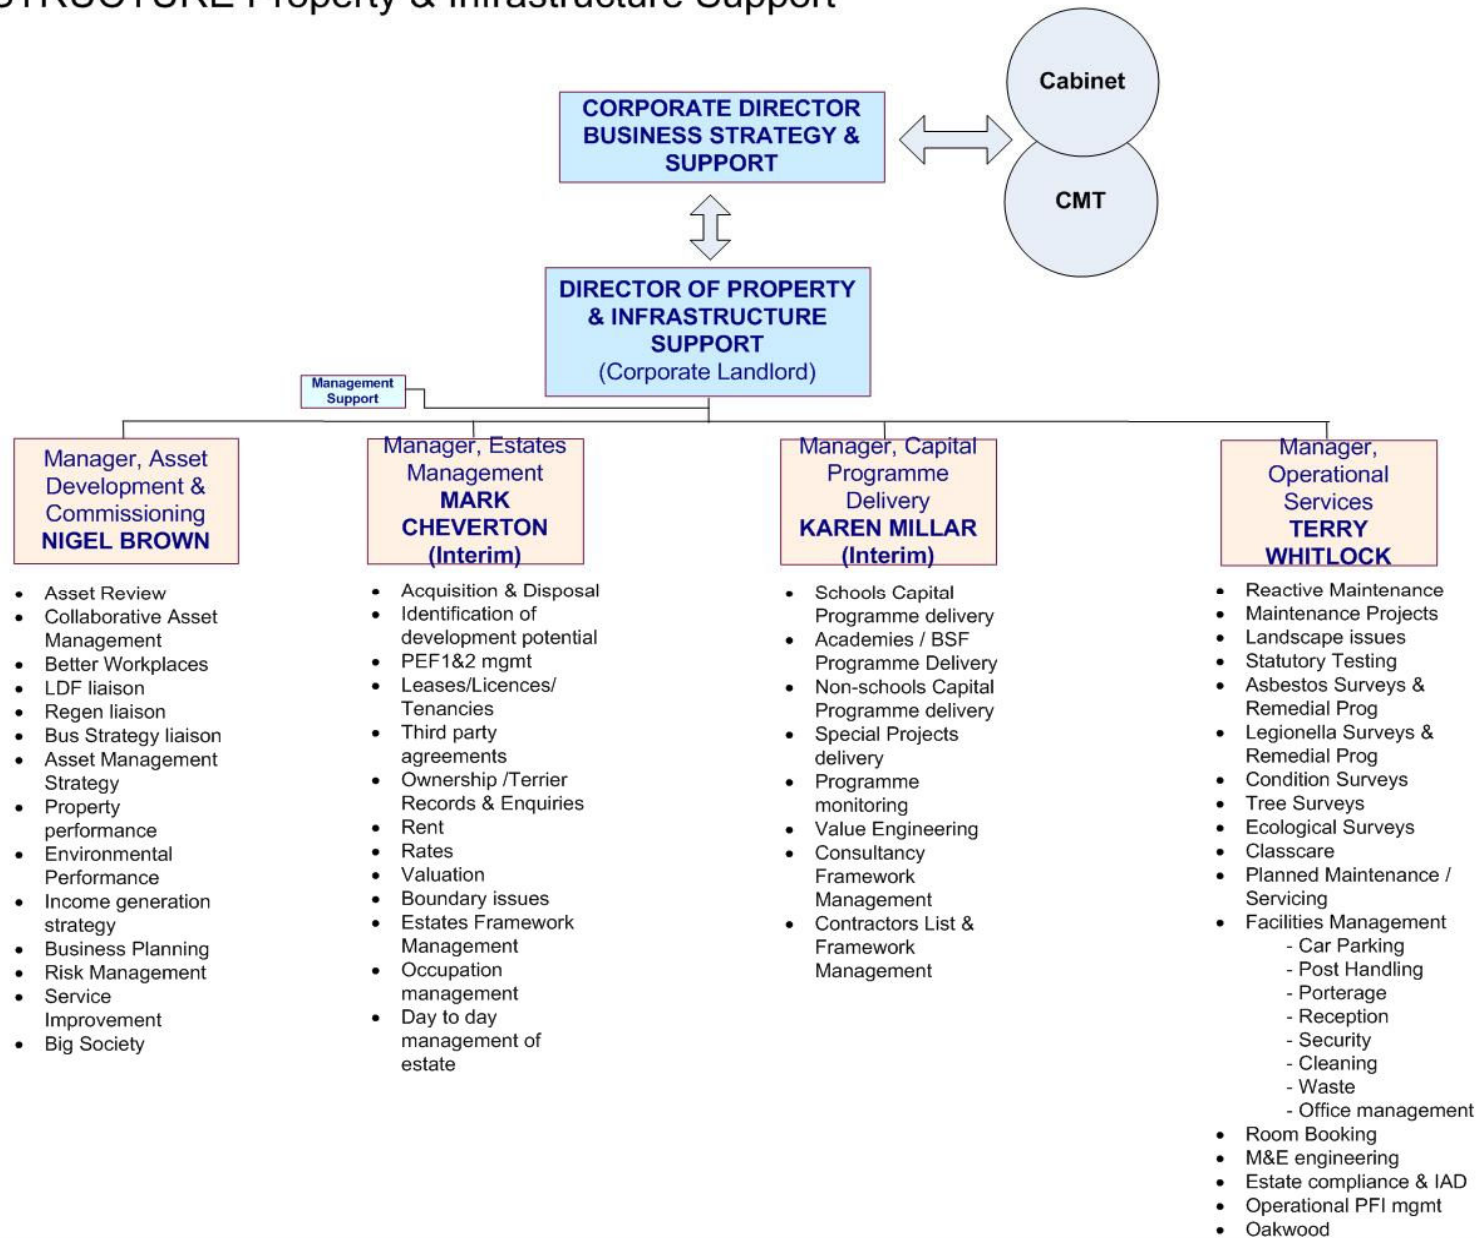 STRUCTURE Property & Infrastructure Support
Cabinet
CMT
CORPORATE DIRECTOR
BUSINESS STRATEGY &
SUPPORT
DIRECTOR OF PROPERTY
& INFRASTRUCTURE
SUPPORT
(Corporate Landlord)
Management
Support
Manager, Asset
Development &
Commissioning
NIGEL BROWN
• Asset Review
• Collaborative Asset
Management
• Better Workplaces
• LDF liaison
• Regen liaison
• Bus Strategy liaison
• Asset Management
Strategy
• Property
performance
• Environmental
Performance
• Income generation
strategy
• Business Planning
• Risk Management
• Service
Improvement
• Big Society
Manager, Estates
Management
MARK
CHEVERTON
(Interim)
• Acquisition & Disposal
• Identification of
development potential
• PEF1&2 mgmt
• Leases/Licences/
Tenancies
• Third party
agreements
• Ownership /Terrier
Records & Enquiries
• Rent
• Rates
• Valuation
• Boundary issues
• Estates Framework
Management
• Occupation
management
• Day to day
management of
estate
Manager, Capital
Programme
Delivery
KAREN MILLAR
(Interim)
• Schools Capital
Programme delivery
• Academies / BSF
Programme Delivery
• Non-schools Capital
Programme delivery
• Special Projects
delivery
• Programme
monitoring
• Value Engineering
• Consultancy
Framework
Management
• Contractors List &
Framework
Management
Manager,
Operational
Services
TERRY
WHITLOCK
• Reactive Maintenance
• Maintenance Projects
• Landscape issues
• Statutory Testing
• Asbestos Surveys &
Remedial Prog
• Legionella Surveys &
Remedial Prog
• Condition Surveys
• Tree Surveys
• Ecological Surveys
• Classcare
• Planned Maintenance /
Servicing
• Facilities Management
- Car Parking
- Post Handling
- Porterage
- Reception
- Security
- Cleaning
- Waste
- Office management
• Room Booking
• M&E engineering
• Estate compliance & IAD
• Operational PFI mgmt
• Oakwood